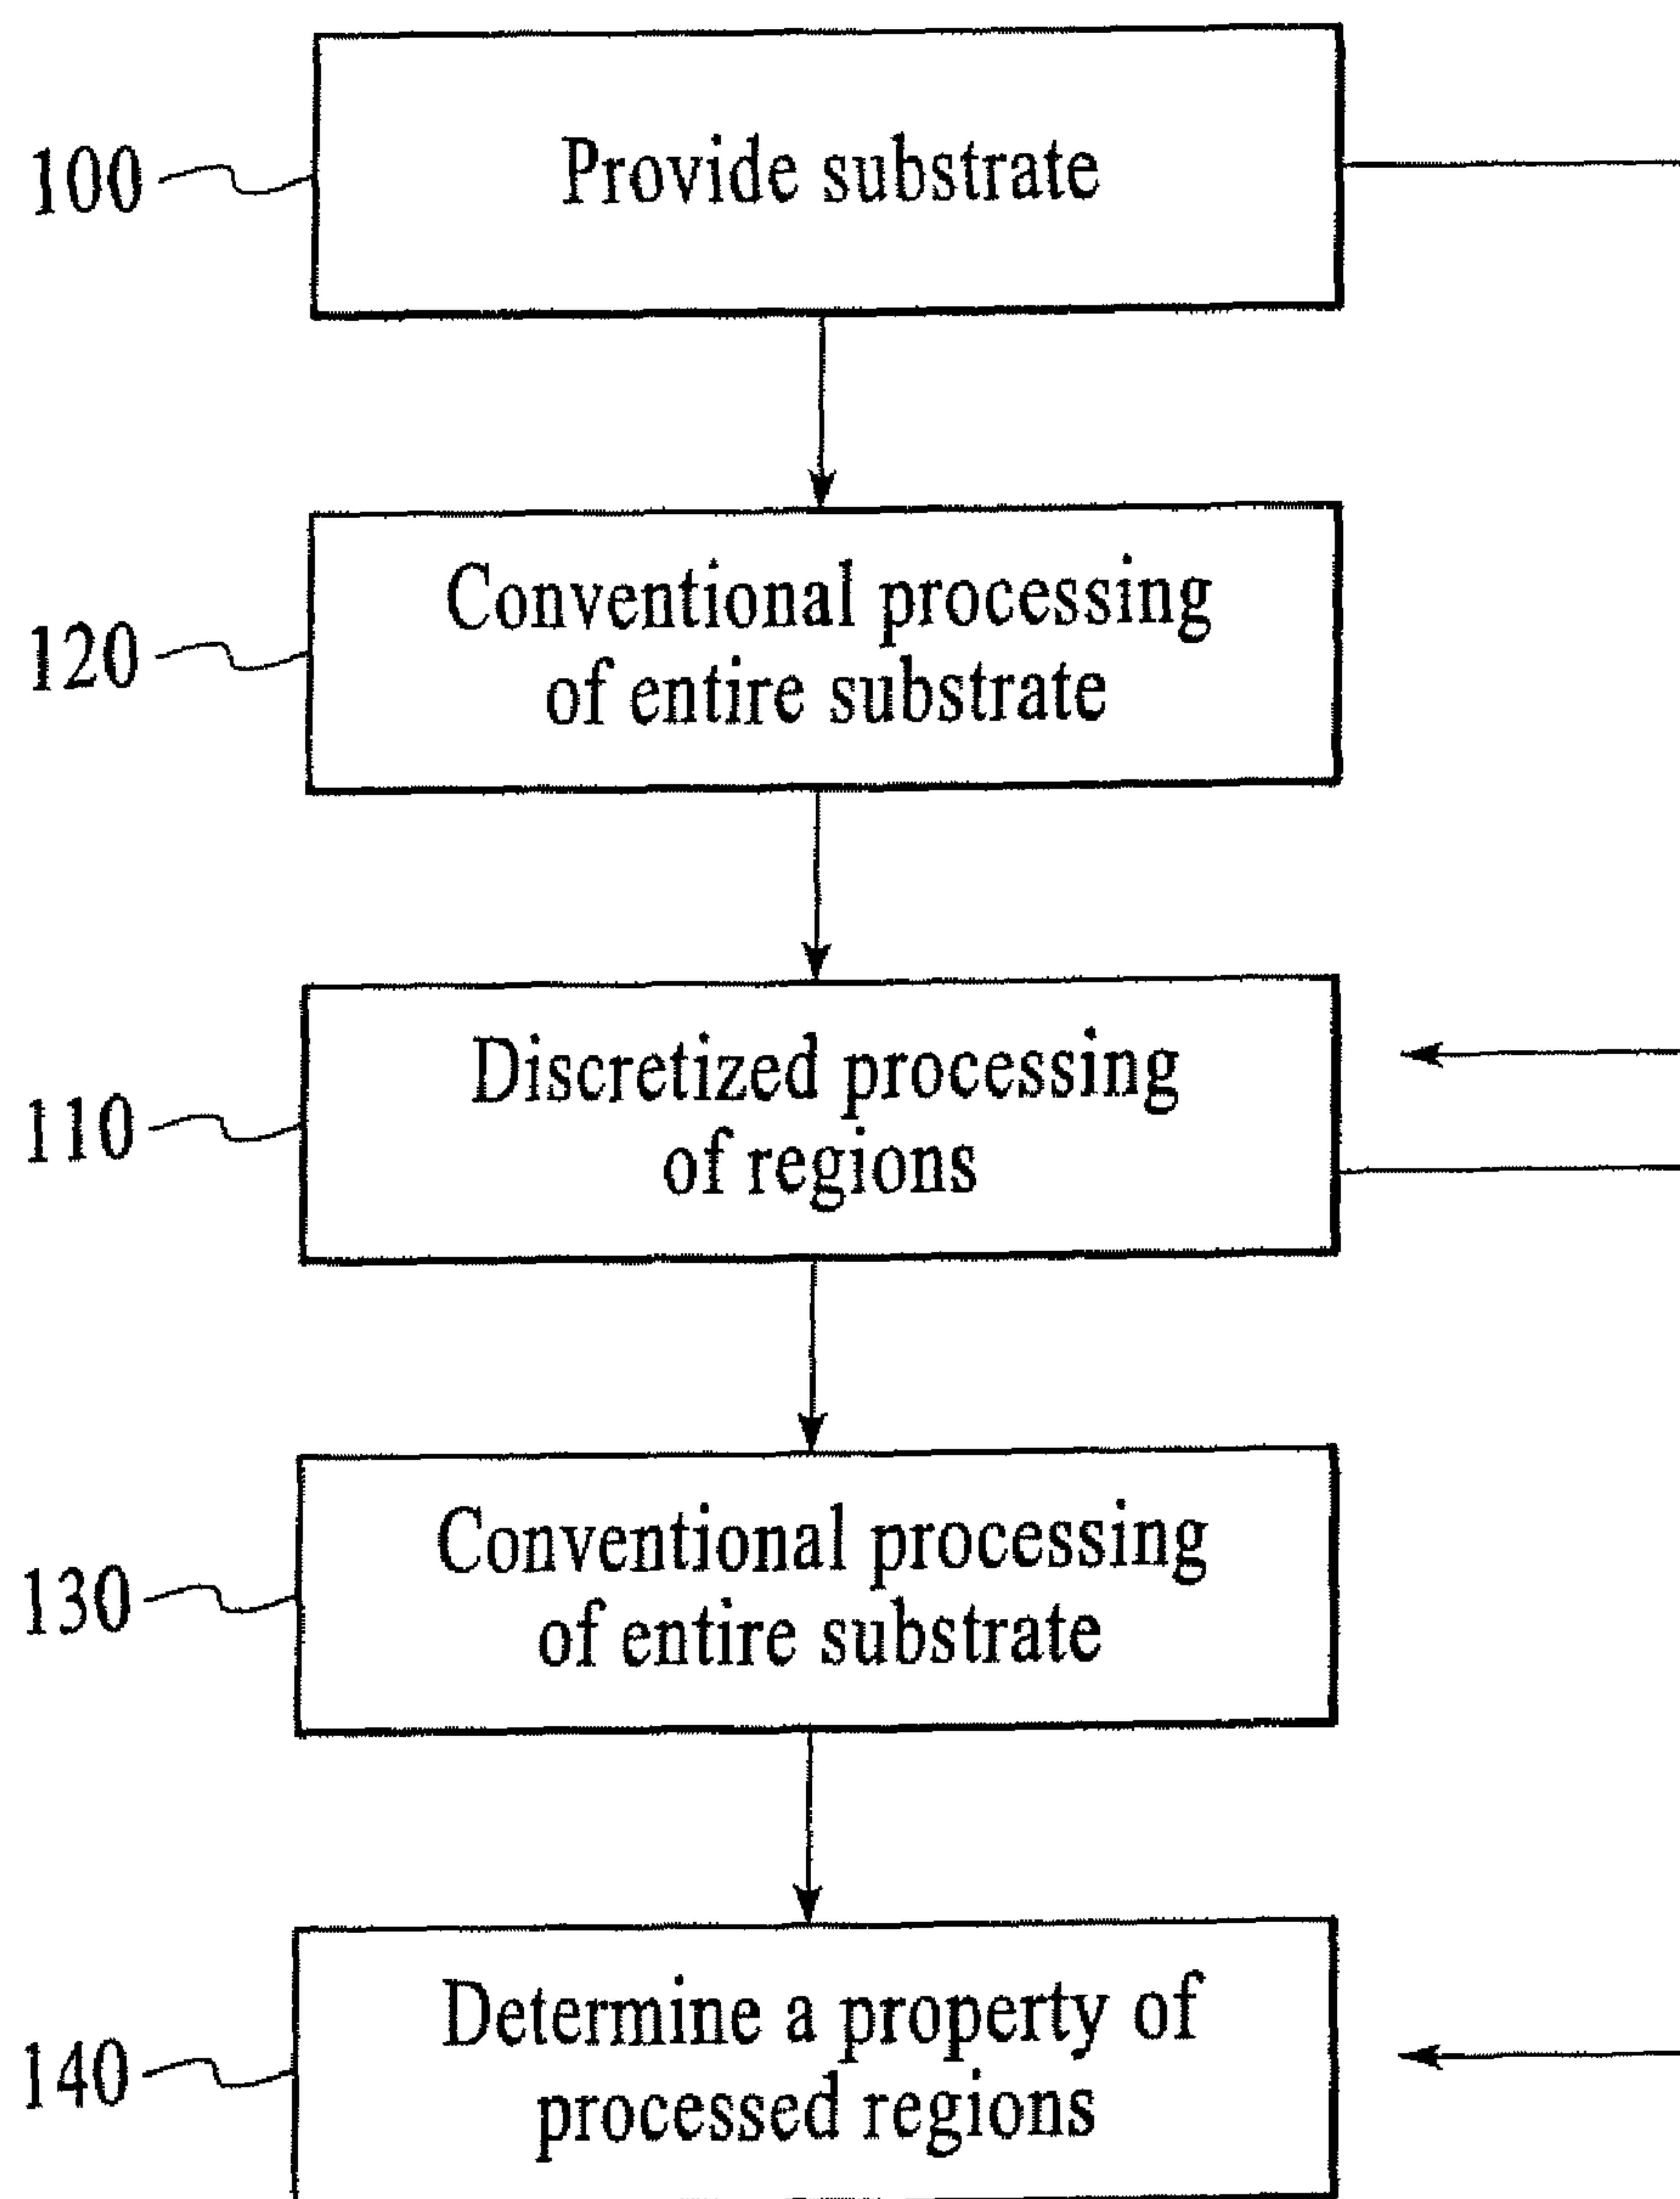 100
Provide substrate
120
Conventional processing
of entire substrate
110
Discretized processing
of regions
130
Conventional processing
of entire substrate
140
Determine a property of
processed regions